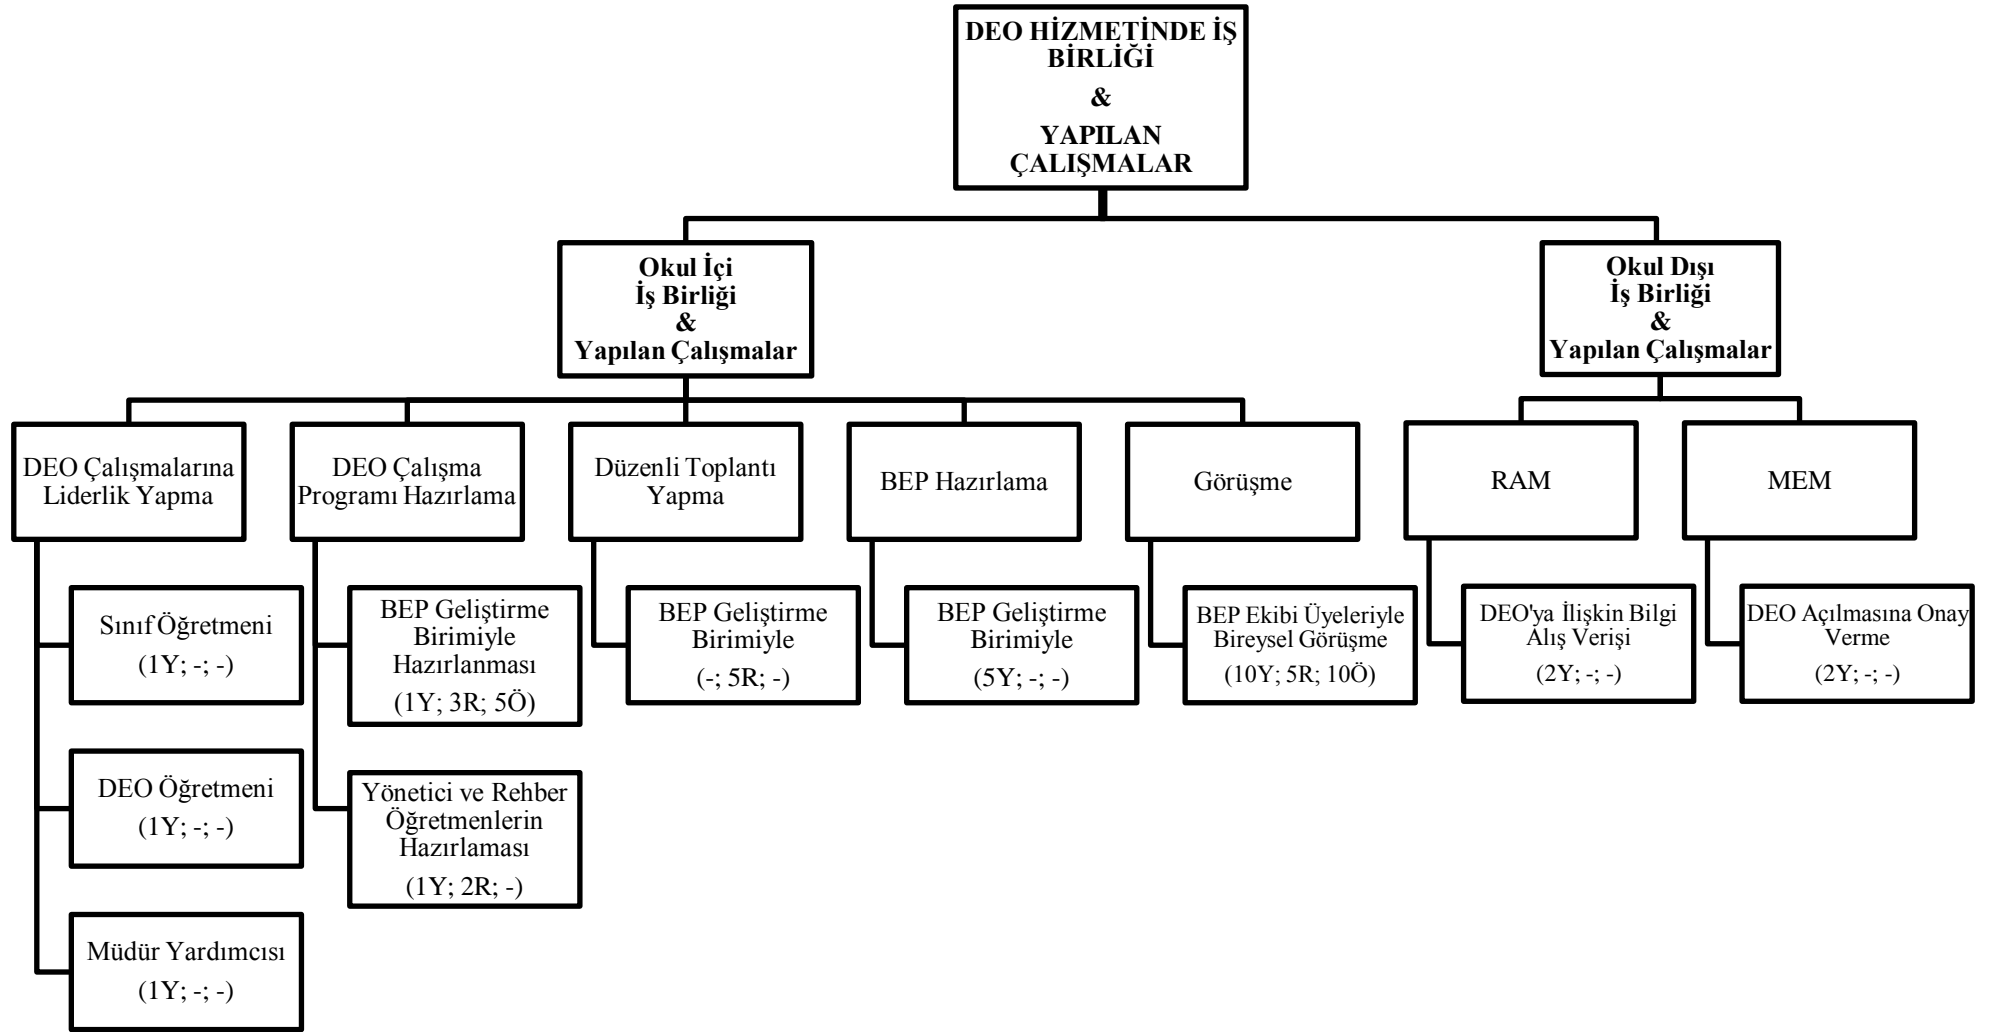 DEO HİZMETİNDE İŞ
BİRLİĞİ
&
YAPILAN
ÇALIŞMALAR
Okul İçi
İş Birliği
&
Yapılan Çalışmalar
Okul Dışı
İş Birliği
&
Yapılan Çalışmalar
DEO Çalışmalarına
Liderlik Yapma
DEO Çalışma
Programı Hazırlama
Düzenli Toplantı
Yapma
BEP Hazırlama
Görüşme
RAM
MEM
Sınıf Öğretmeni
(1Y; -; -)
BEP Geliştirme
Birimiyle
Hazırlanması
(1Y; 3R; 5Ö)
BEP Geliştirme
Birimiyle
(-; 5R; -)
BEP Geliştirme
Birimiyle
(5Y; -; -)
BEP Ekibi Üyeleriyle
Bireysel Görüşme
(10Y; 5R; 10Ö)
DEO'ya İlişkin Bilgi
Alış Verişi
(2Y; -; -)
DEO Açılmasına Onay
Verme
(2Y; -; -)
DEO Öğretmeni
(1Y; -; -)
Yönetici ve Rehber
Öğretmenlerin
Hazırlaması
(1Y; 2R; -)
Müdür Yardımcısı
(1Y; -; -)